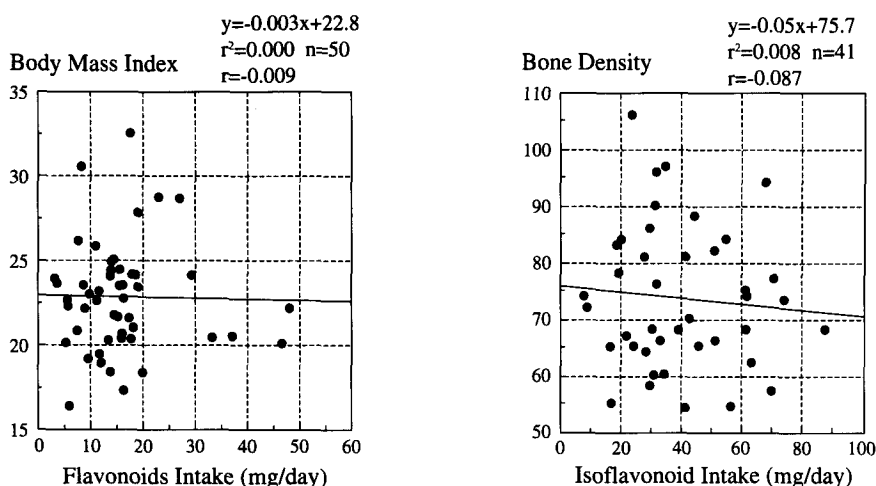 y=-0.003x+22.8
r²=0.000 n=50
r=-0.009
Body Mass Index
35
30
25
20
15
0 10 20 30 40 50 60
Flavonoids Intake (mg/day)
y=-0.05x+75.7
r²=0.008 n=41
r=-0.087
Bone Density
110
100
90
80
70
60
50
0 20 40 60 80 100
Isoflavonoid Intake (mg/day)